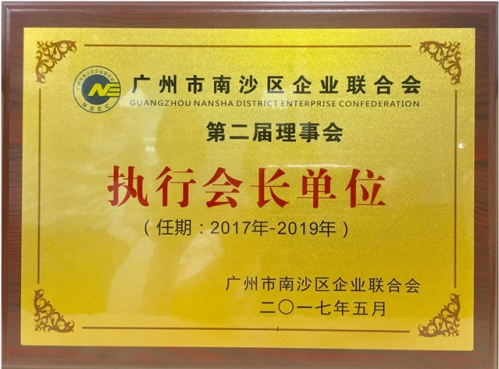 广州市南沙区企业联合会
GUANGZHOU NANSHA DISTRICT ENTERPRISE CONFEDERATION
NSEC
第二届理事会
执行会长单位
（任期：2017年-2019年）
广州市南沙区企业联合会
二〇一七年五月